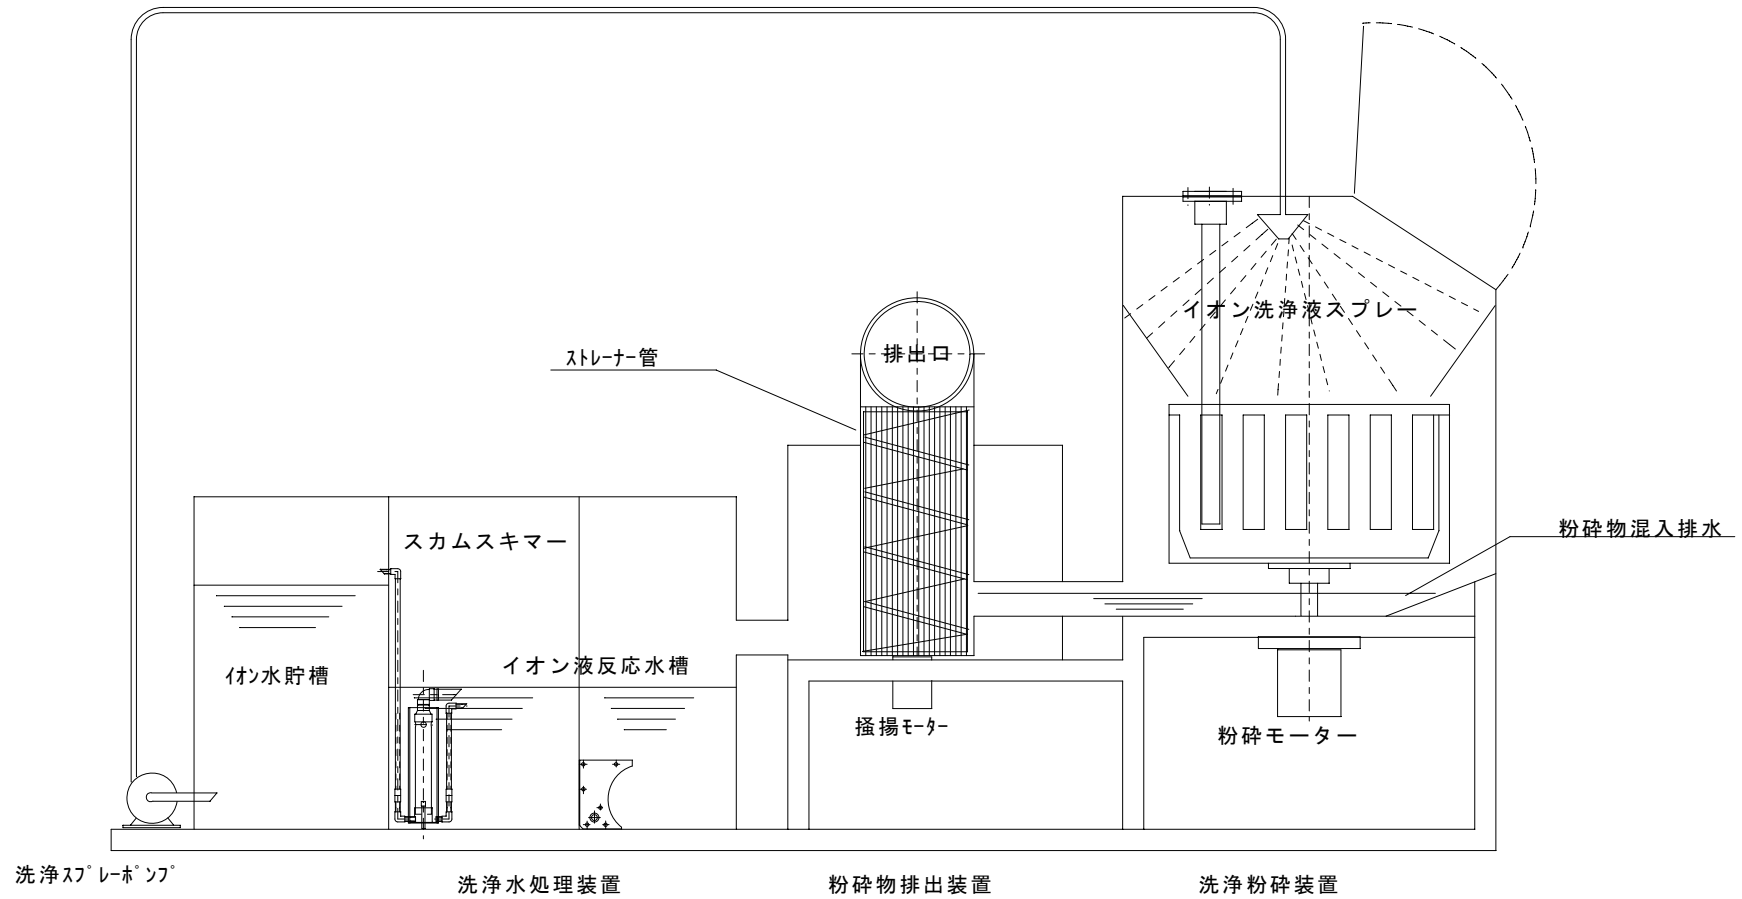 イオン洗浄液スプレー
排出口
ストレーナー管
粉砕物混入排水
スカムスキマー
イオン液反応水槽
イオン水貯槽
掻揚モーター
粉砕モーター
洗浄スプレーポンプ
洗浄水処理装置
粉砕物排出装置
洗浄粉砕装置